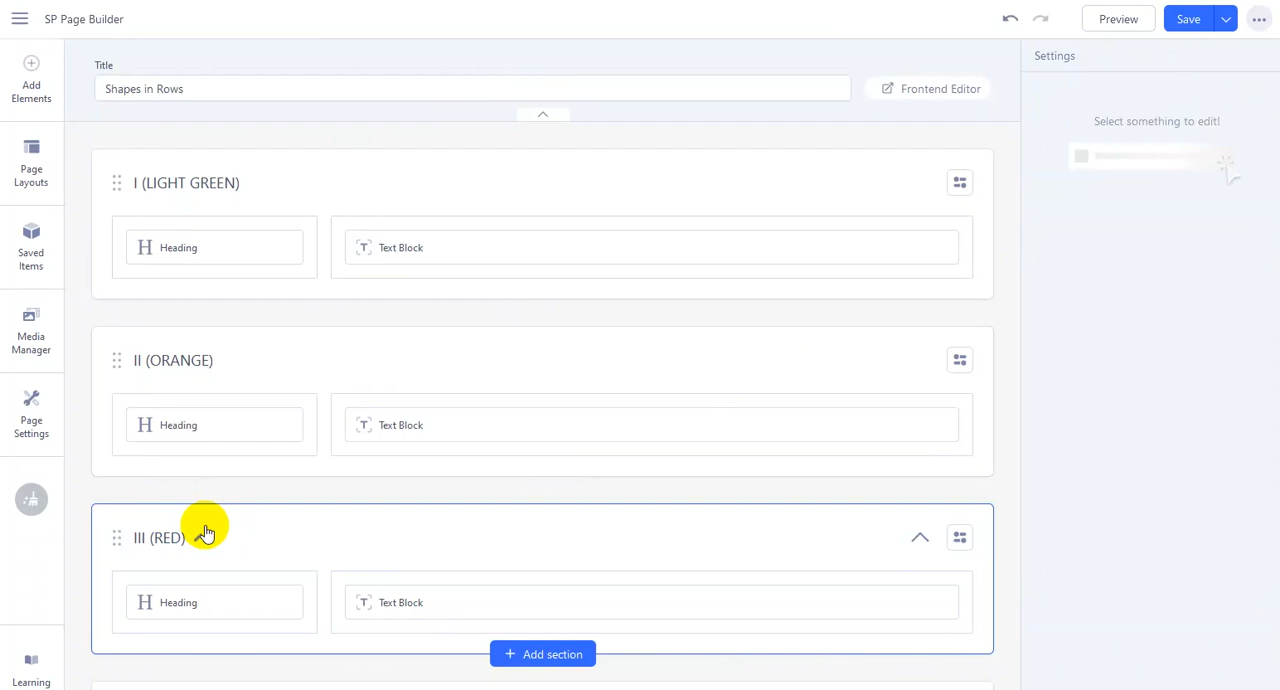 SP Page Builder
Preview
Save
Add
Elements
Page
Layouts
Saved
Items
Media
Manager
Page
Settings
Learning
Title
Shapes in Rows
Frontend Editor
I (LIGHT GREEN)
H Heading
T Text Block
II (ORANGE)
H Heading
T Text Block
III (RED)
H Heading
T Text Block
+ Add section
Settings
Select something to edit!